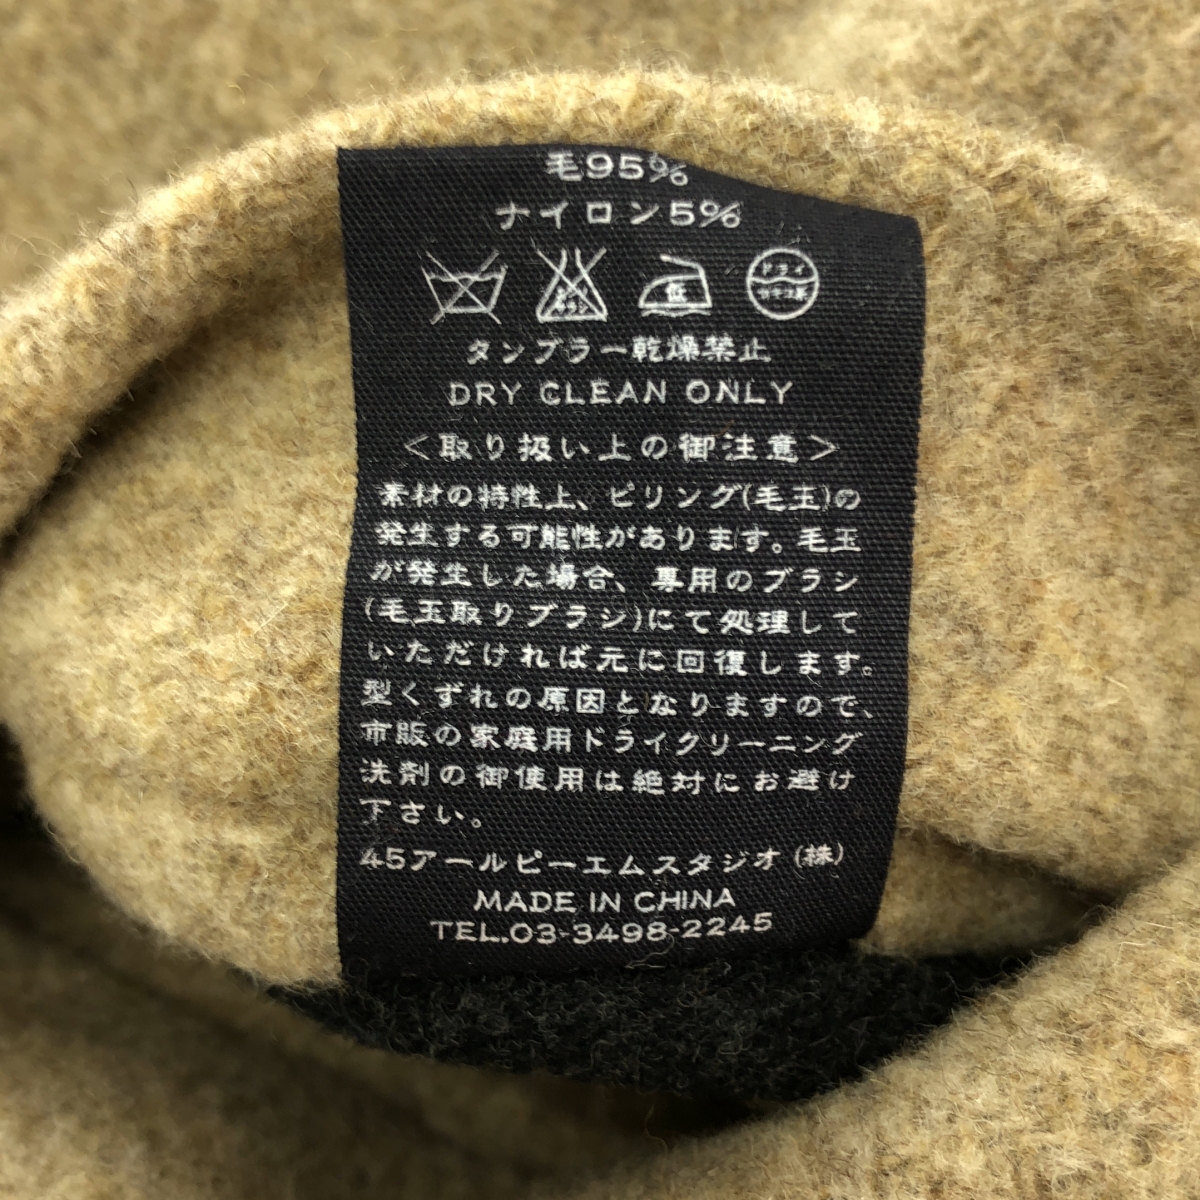 毛95%
ナイロン5%
低
ドライ
タンブラー乾燥禁止
DRY CLEAN ONLY
＜取り扱い上の御注意＞
素材の特性上、ピリング(毛玉)の
発生する可能性があります。毛玉
が発生した場合、専用のブラシ
(毛玉取りブラシ)にて処理して
いただければ元に回復します。
型くずれの原因となりますので、
市販の家庭用ドライクリーニング
洗剤の御使用は絶対にお避け
下さい。
45アールピーエムスタジオ(株)
MADE IN CHINA
TEL.03-3498-2245